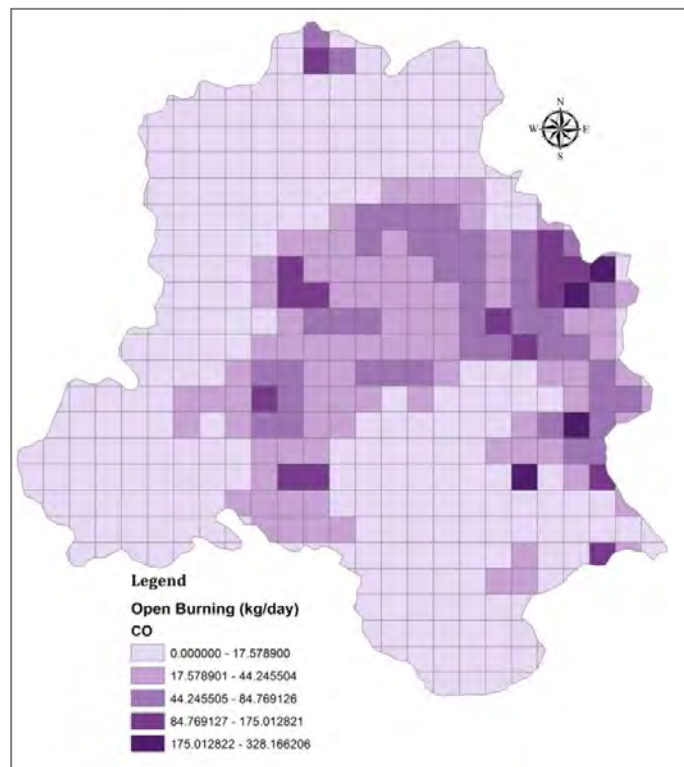 N
W E
S
Legend
Open Burning (kg/day)
CO
0.000000 - 17.578900
17.578901 - 44.245504
44.245505 - 84.769126
84.769127 - 175.012821
175.012822 - 328.166206